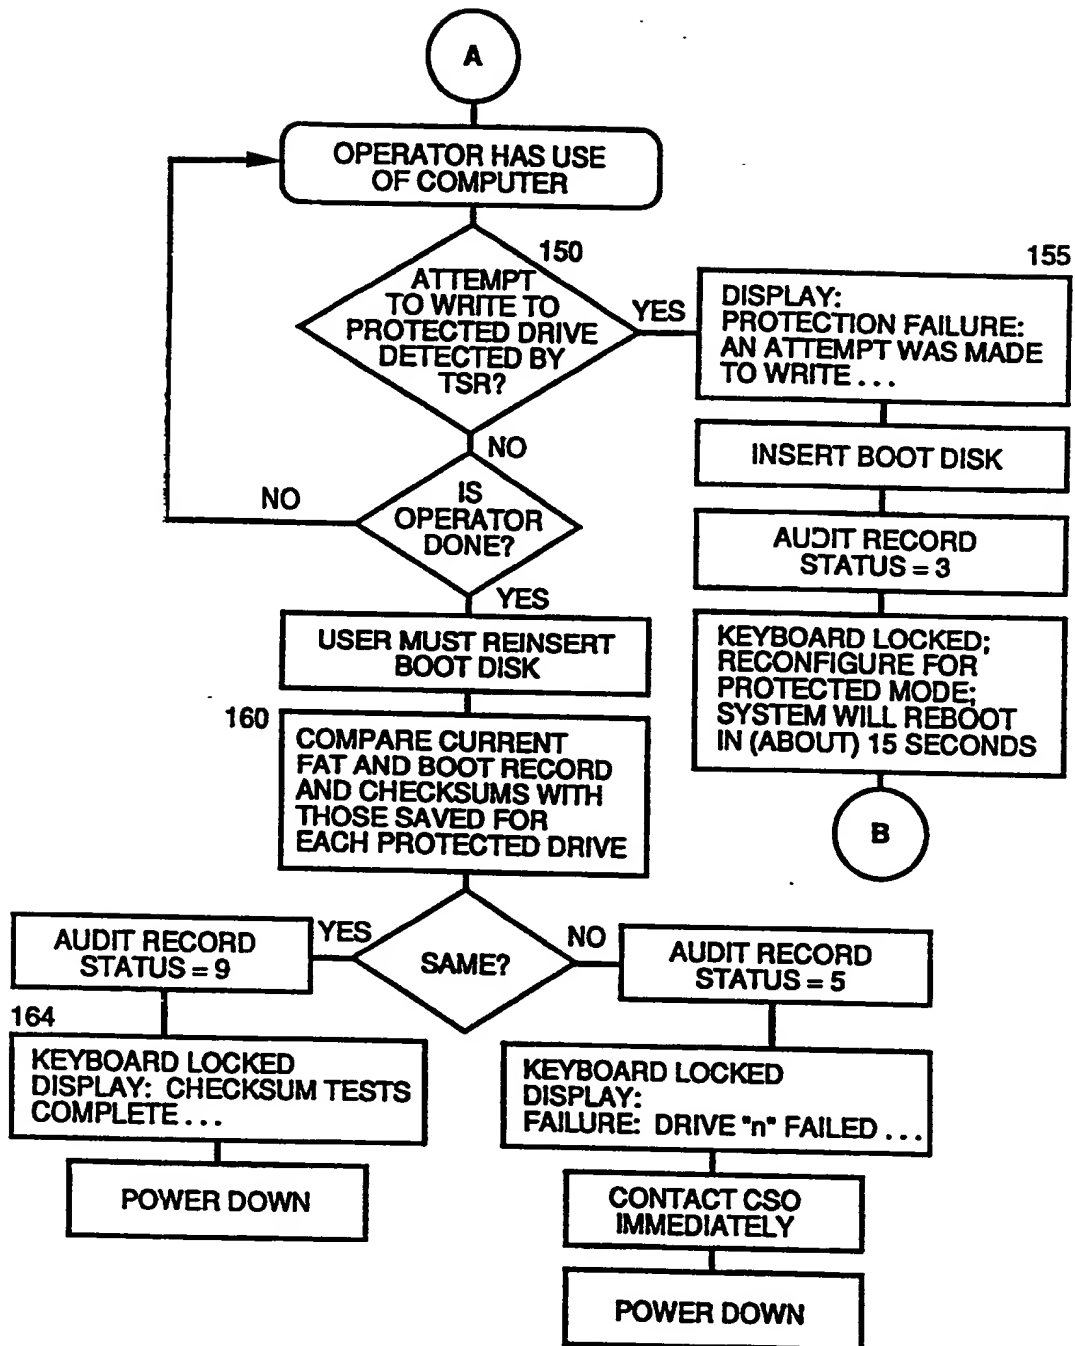 A
OPERATOR HAS USE
OF COMPUTER
150
ATTEMPT
TO WRITE TO
PROTECTED DRIVE
DETECTED BY
TSR?
YES
155
DISPLAY:
PROTECTION FAILURE:
AN ATTEMPT WAS MADE
TO WRITE...
INSERT BOOT DISK
AUDIT RECORD
STATUS = 3
KEYBOARD LOCKED;
RECONFIGURE FOR
PROTECTED MODE;
SYSTEM WILL REBOOT
IN (ABOUT) 15 SECONDS
B
NO
IS
OPERATOR
DONE?
NO
YES
USER MUST REINSERT
BOOT DISK
160
COMPARE CURRENT
FAT AND BOOT RECORD
AND CHECKSUMS WITH
THOSE SAVED FOR
EACH PROTECTED DRIVE
SAME?
YES
AUDIT RECORD
STATUS = 9
164
KEYBOARD LOCKED
DISPLAY: CHECKSUM TESTS
COMPLETE...
POWER DOWN
NO
AUDIT RECORD
STATUS = 5
KEYBOARD LOCKED
DISPLAY:
FAILURE: DRIVE "n" FAILED...
CONTACT CSO
IMMEDIATELY
POWER DOWN